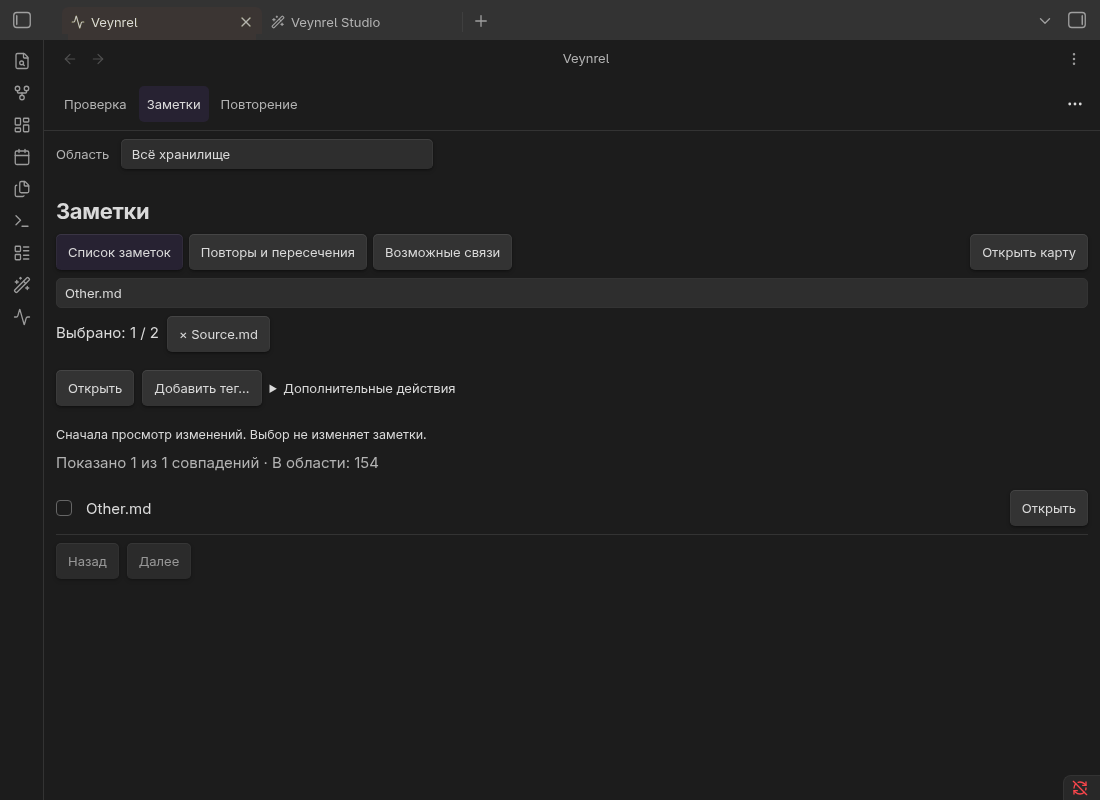 Veynrel
Veynrel Studio
Veynrel
Проверка
Заметки
Повторение
Область
Всё хранилище
Заметки
Список заметок
Повторы и пересечения
Возможные связи
Открыть карту
Other.md
Выбрано: 1 / 2
× Source.md
Открыть
Добавить тег...
Дополнительные действия
Сначала просмотр изменений. Выбор не изменяет заметки.
Показано 1 из 1 совпадений · В области: 154
Other.md
Открыть
Назад
Далее